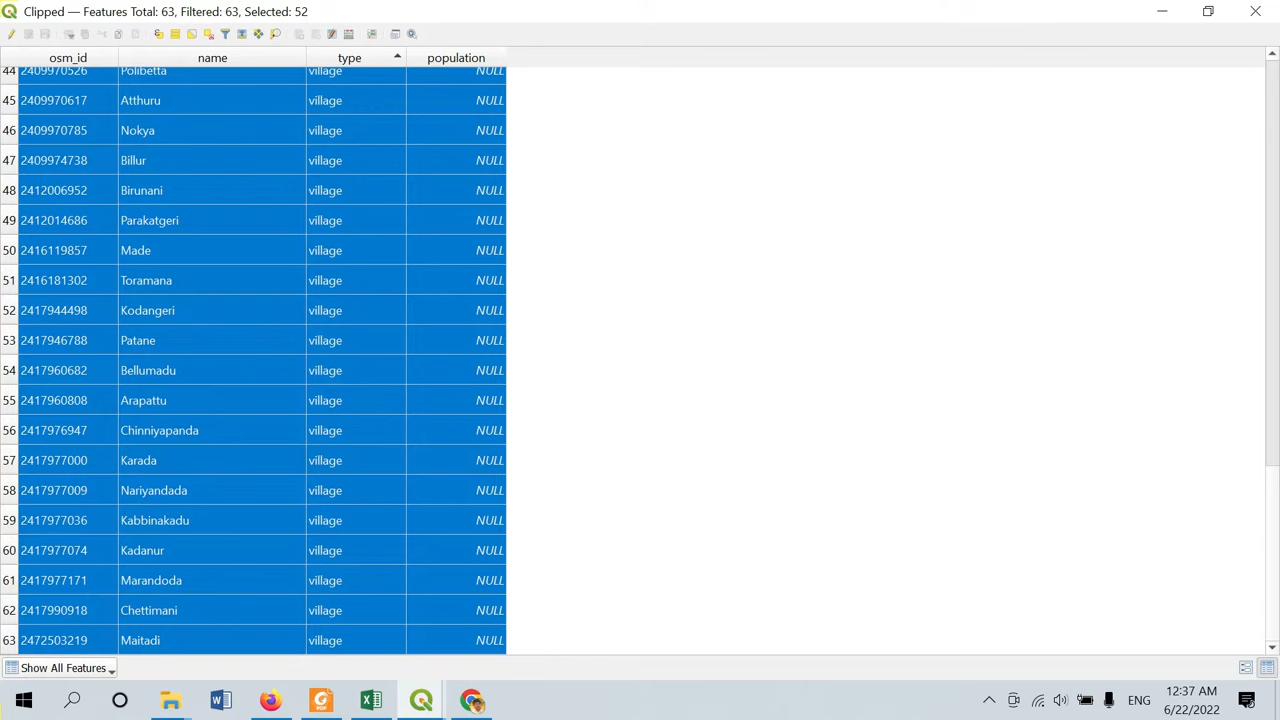 Clipped — Features Total: 63, Filtered: 63, Selected: 52
osm_id name type population
44 2409970526 Polibetta village NULL
45 2409970617 Atthuru village NULL
46 2409970785 Nokya village NULL
47 2409974738 Billur village NULL
48 2412006952 Birunani village NULL
49 2412014686 Parakatgeri village NULL
50 2416119857 Made village NULL
51 2416181302 Toramana village NULL
52 2417944498 Kodangeri village NULL
53 2417946788 Patane village NULL
54 2417960682 Bellumadu village NULL
55 2417960808 Arapattu village NULL
56 2417976947 Chinniyapanda village NULL
57 2417977000 Karada village NULL
58 2417977009 Nariyandada village NULL
59 2417977036 Kabbinakadu village NULL
60 2417977074 Kadanur village NULL
61 2417977171 Marandoda village NULL
62 2417990918 Chettimani village NULL
63 2472503219 Maitadi village NULL
Show All Features
ENG 12:37 AM
6/22/2022